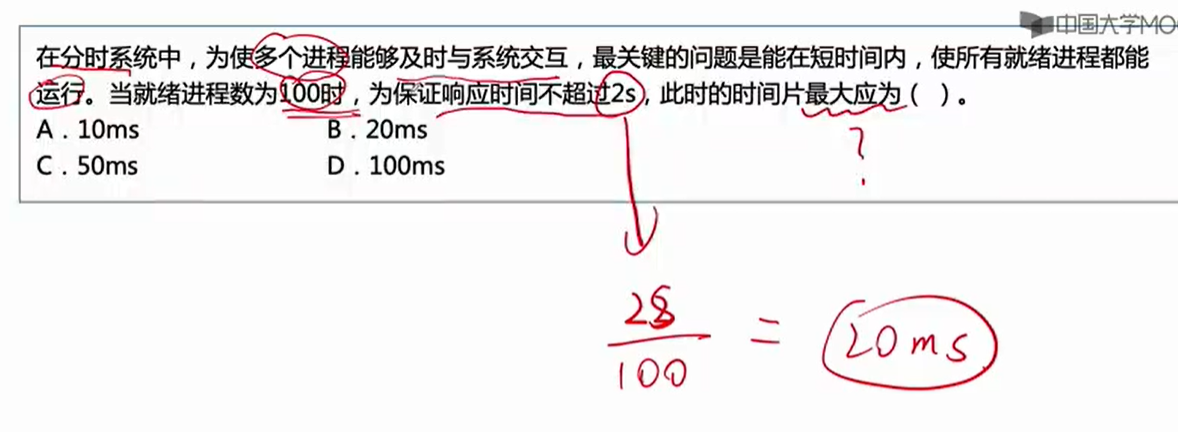 中国大学MO
在分时系统中，为使多个进程能够及时与系统交互，最关键的问题是能在短时间内，使所有就绪进程都能
运行。当就绪进程数为100时，为保证响应时间不超过2s，此时的时间片最大应为（ ）。
A．10ms B．20ms
C．50ms D．100ms
?
2s
100
= 20ms